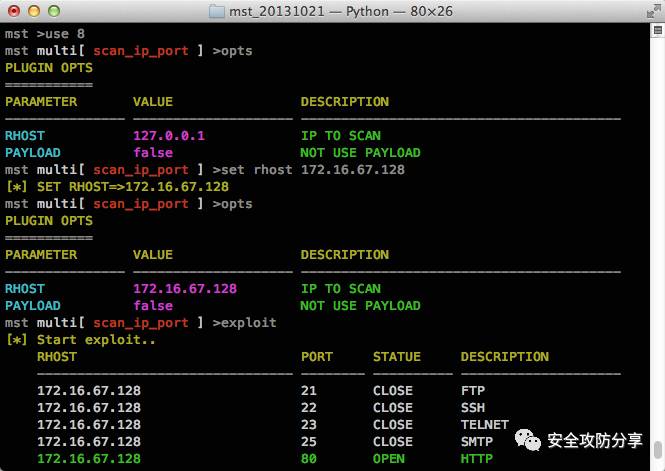 mst_20131021 — Python — 80×26
mst >use 8
mst multi[ scan_ip_port ] >opts
PLUGIN OPTS
===========
PARAMETER VALUE DESCRIPTION
RHOST 127.0.0.1 IP TO SCAN
PAYLOAD false NOT USE PAYLOAD
mst multi[ scan_ip_port ] >set rhost 172.16.67.128
[*] SET RHOST=>172.16.67.128
mst multi[ scan_ip_port ] >opts
PLUGIN OPTS
===========
PARAMETER VALUE DESCRIPTION
RHOST 172.16.67.128 IP TO SCAN
PAYLOAD false NOT USE PAYLOAD
mst multi[ scan_ip_port ] >exploit
[*] Start exploit..
RHOST PORT STATUE DESCRIPTION
172.16.67.128 21 CLOSE FTP
172.16.67.128 22 CLOSE SSH
172.16.67.128 23 CLOSE TELNET
172.16.67.128 25 CLOSE SMTP
172.16.67.128 80 OPEN HTTP
安全攻防分享